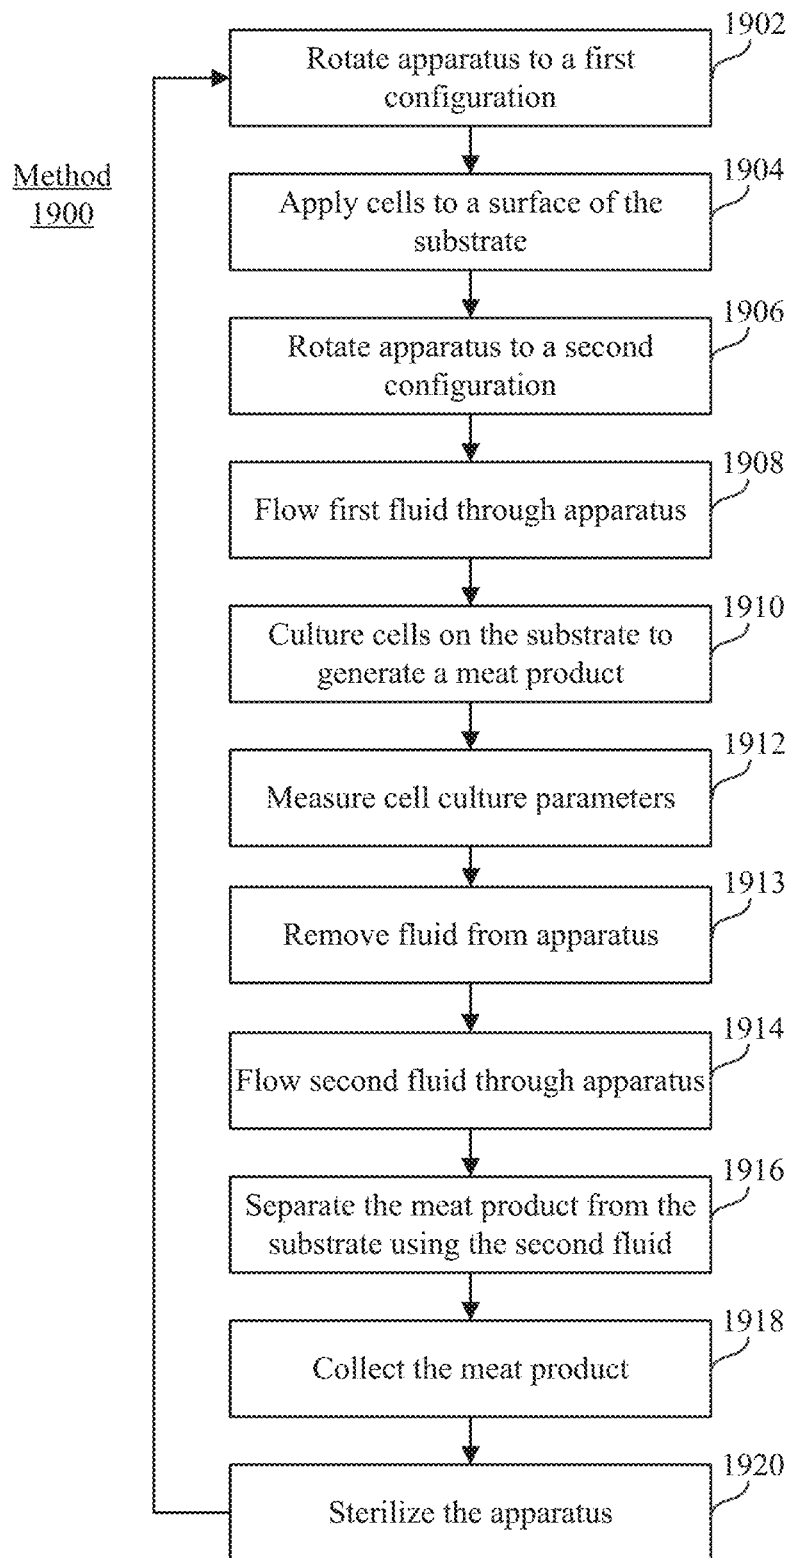 1902
Rotate apparatus to a first
configuration
Method
1900
1904
Apply cells to a surface of the
substrate
1906
Rotate apparatus to a second
configuration
1908
Flow first fluid through apparatus
1910
Culture cells on the substrate to
generate a meat product
1912
Measure cell culture parameters
1913
Remove fluid from apparatus
1914
Flow second fluid through apparatus
1916
Separate the meat product from the
substrate using the second fluid
1918
Collect the meat product
1920
Sterilize the apparatus